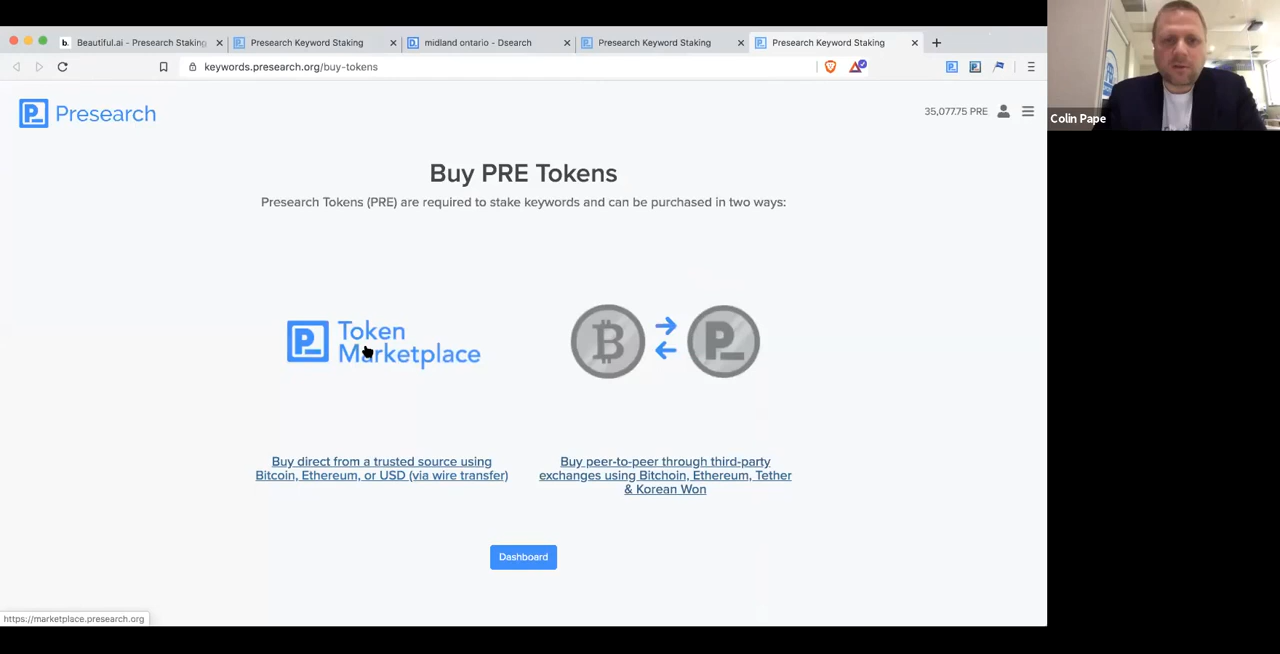 b.
Beautiful.ai - Presearch Staking
Presearch Keyword Staking
midland ontario - Dsearch
Presearch Keyword Staking
Presearch Keyword Staking
keywords.presearch.org/buy-tokens
Presearch
35,077.75 PRE
Colin Pape
Buy PRE Tokens
Presearch Tokens (PRE) are required to stake keywords and can be purchased in two ways:
Token
Marketplace
Buy direct from a trusted source using
Bitcoin, Ethereum, or USD (via wire transfer)
Buy peer-to-peer through third-party
exchanges using Bitchoin, Ethereum, Tether
& Korean Won
Dashboard
https://marketplace.presearch.org